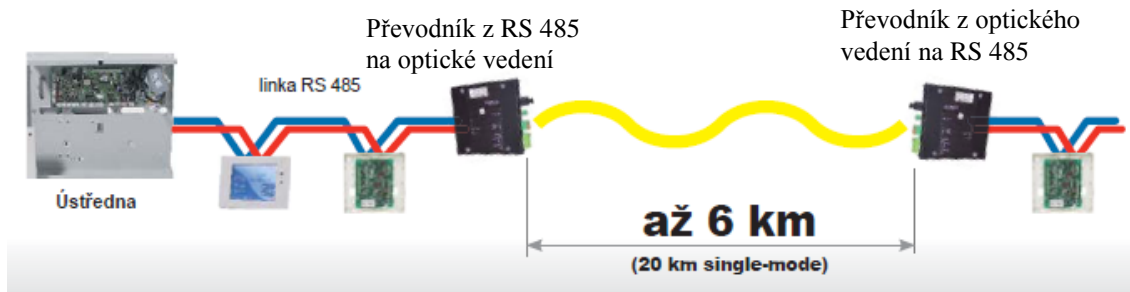 Převodník z RS 485
na optické vedení
Převodník z optického
vedení na RS 485
linka RS 485
Ústředna
až 6 km
(20 km single-mode)